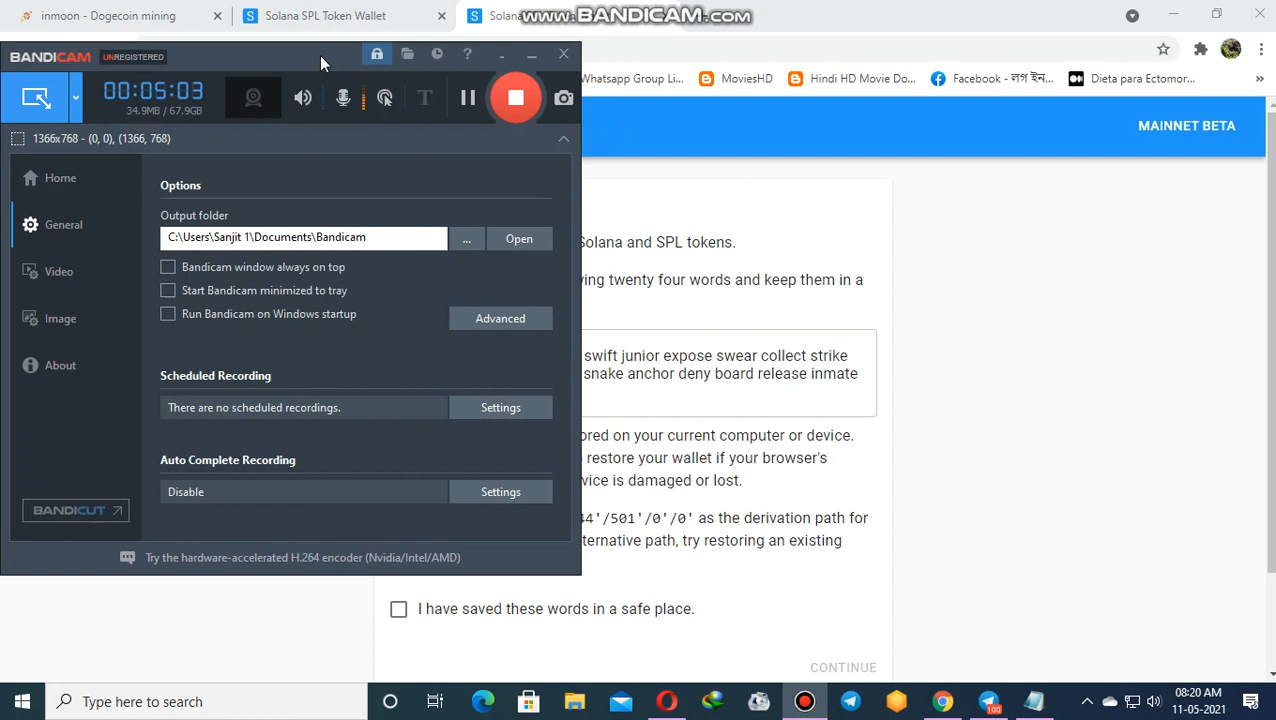 inmoon - Dogecoin mining
Solana SPL Token Wallet
Solana
www.BANDICAM.com
BANDICAM
UNREGISTERED
Whatsapp Group Li...
MoviesHD
Hindi HD Movie Do...
Facebook - লগ ইন...
Dieta para Ectomor...
00:05:03
34.9MB / 67.9GB
MAINNET BETA
1366x768 - (0, 0), (1366, 768)
Home
General
Video
Image
About
BANDICUT
Options
Output folder
C:\Users\Sanjit 1\Documents\Bandicam
...
Open
Bandicam window always on top
Start Bandicam minimized to tray
Run Bandicam on Windows startup
Advanced
Scheduled Recording
There are no scheduled recordings.
Settings
Auto Complete Recording
Disable
Settings
Try the hardware-accelerated H.264 encoder (Nvidia/Intel/AMD)
Solana and SPL tokens.
ing twenty four words and keep them in a
swift junior expose swear collect strike
snake anchor deny board release inmate
ored on your current computer or device.
restore your wallet if your browser's
vice is damaged or lost.
44'/501'/0'/0' as the derivation path for
ternative path, try restoring an existing
I have saved these words in a safe place.
CONTINUE
Type here to search
100
08:20 AM
11-05-2021